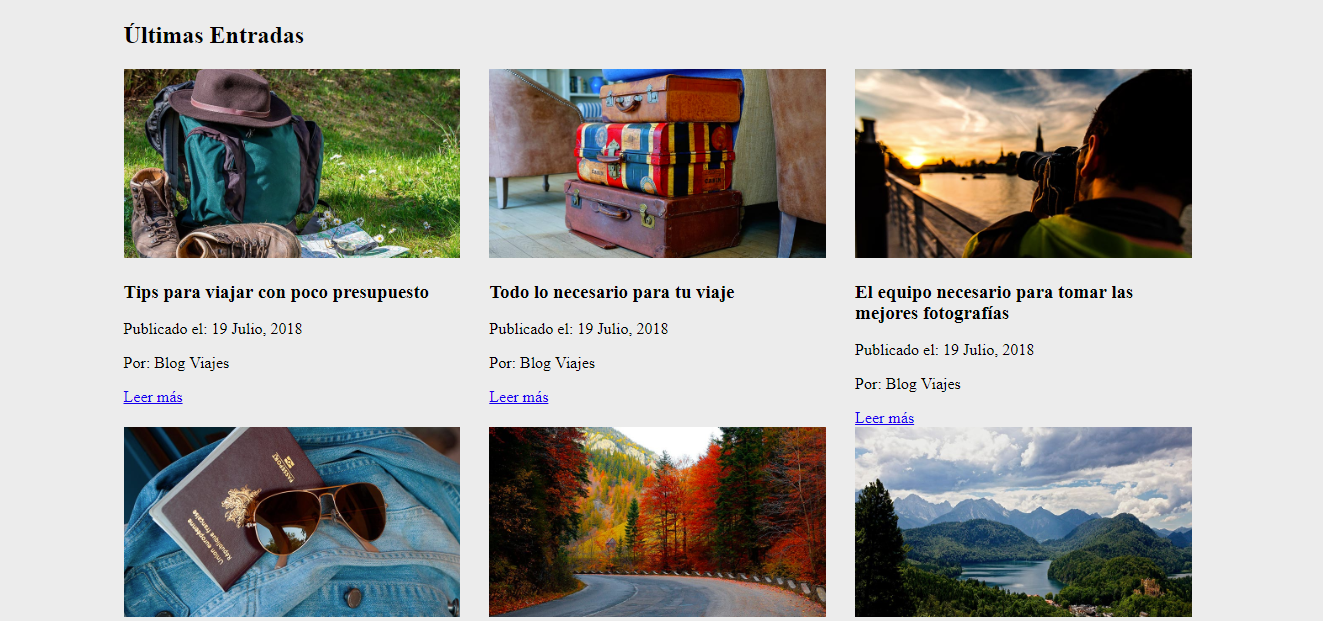 Últimas Entradas
Tips para viajar con poco presupuesto
Publicado el: 19 Julio, 2018
Por: Blog Viajes
Leer más
Todo lo necesario para tu viaje
Publicado el: 19 Julio, 2018
Por: Blog Viajes
Leer más
El equipo necesario para tomar las
mejores fotografías
Publicado el: 19 Julio, 2018
Por: Blog Viajes
Leer más
Union européenne
République française